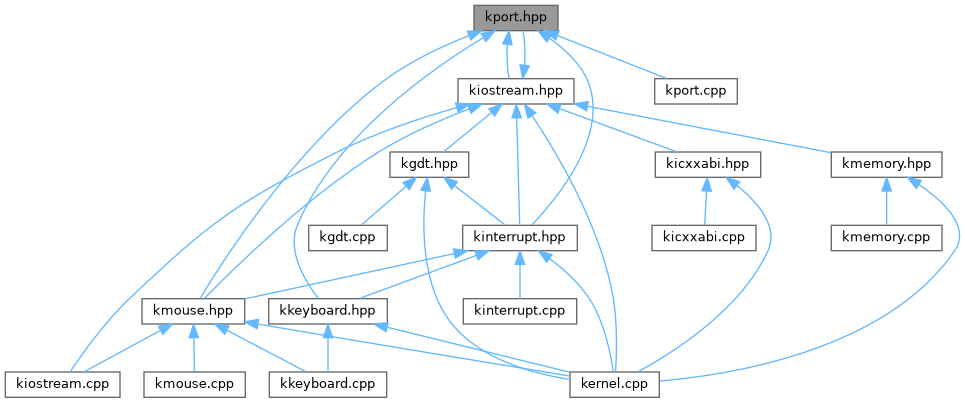 kport.hpp
kiostream.hpp
kport.cpp
kgdt.hpp
kicxxabi.hpp
kmemory.hpp
kgdt.cpp
kinterrupt.hpp
kicxxabi.cpp
kmemory.cpp
kmouse.hpp
kkeyboard.hpp
kinterrupt.cpp
kiostream.cpp
kmouse.cpp
kkeyboard.cpp
kernel.cpp